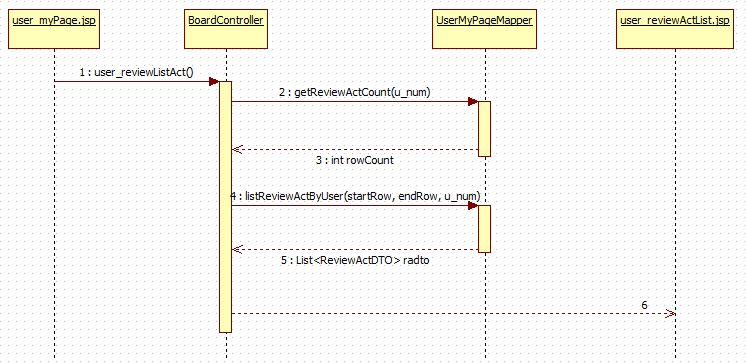 user_myPage.jsp
BoardController
UserMyPageMapper
user_reviewActList.jsp
1 : user_reviewListAct()
2 : getReviewActCount(u_num)
3 : int rowCount
4 : listReviewActByUser(startRow, endRow, u_num)
5 : List<ReviewActDTO> radto
6